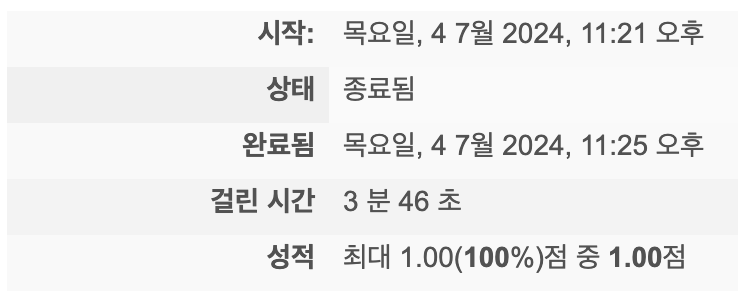 시작: 목요일, 4 7월 2024, 11:21 오후
상태 종료됨
완료됨 목요일, 4 7월 2024, 11:25 오후
걸린 시간 3 분 46 초
성적 최대 1.00(100%)점 중 1.00점